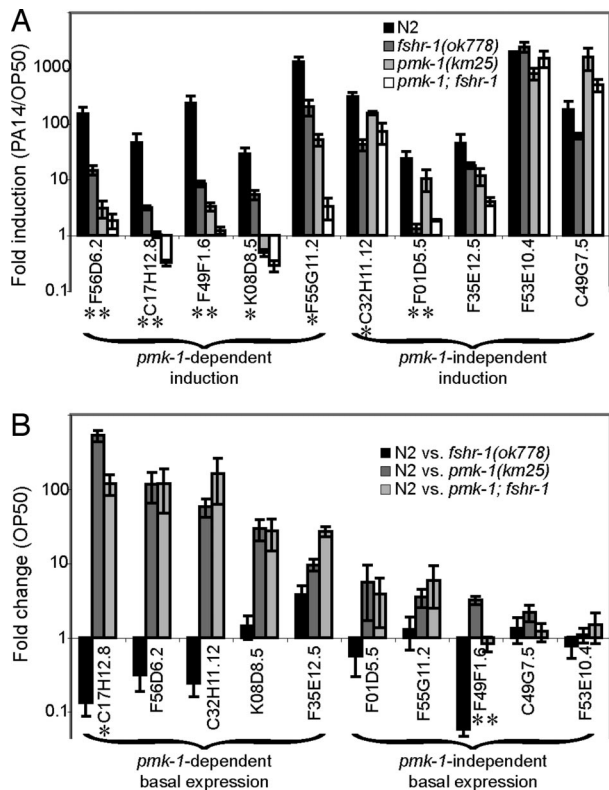 A
N2
fshr-1(ok778)
pmk-1(km25)
pmk-1; fshr-1
Fold induction (PA14/OP50)
1000
100
10
1
0.1
**F56D6.2
**C17H12.8
**F49F1.6
*K08D8.5
*F55G11.2
*C32H11.12
**F01D5.5
F35E12.5
F53E10.4
C49G7.5
pmk-1-dependent
induction
pmk-1-independent
induction
B
N2 vs. fshr-1(ok778)
N2 vs. pmk-1(km25)
N2 vs. pmk-1; fshr-1
Fold change (OP50)
100
10
1
0.1
*C17H12.8
F56D6.2
C32H11.12
K08D8.5
F35E12.5
F01D5.5
F55G11.2
**F49F1.6
C49G7.5
F53E10.4
pmk-1-dependent
basal expression
pmk-1-independent
basal expression